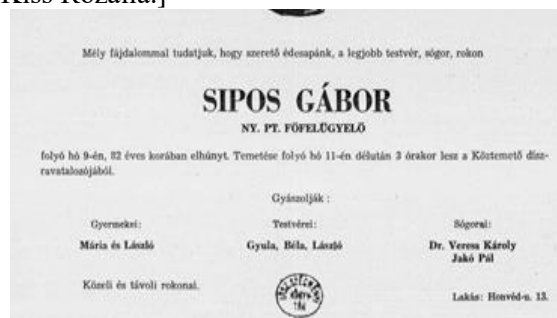 Kiss Rozália.]
Mély fájdalommal tudatjuk, hogy szerető édesapánk, a legjobb testvér, sógor, rokon
SIPOS GÁBOR
NY. PT. FŐFELÜGYELŐ
folyó hó 9-én, 82 éves korában elhúnyt. Temetése folyó hó 11-én délután 3 órakor lesz a Köztemető dísz-
ravatalozójából.
Gyászolják :
Gyermekei: Testvérei: Sógorai:
Mária és László Gyula, Béla, László Dr. Veress Károly
Jakó Pál
Közeli és távoli rokonai.
Lakás: Honvéd-u. 13.